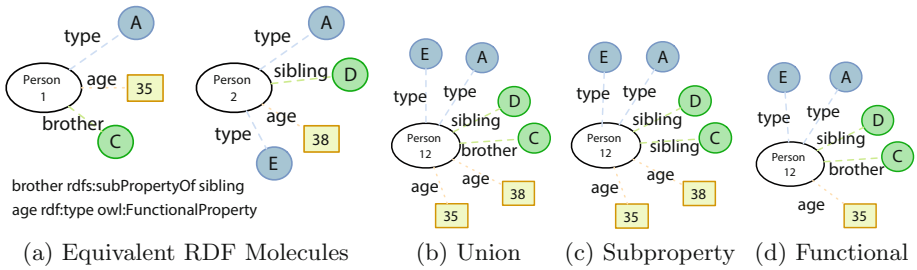 A
type
Person
1
age
35
brother
C
A
type
sibling
D
Person
2
age
38
type
E
brother rdfs:subPropertyOf sibling
age rdf:type owl:FunctionalProperty
(a) Equivalent RDF Molecules
E
A
type
type
D
sibling
Person
12
brother
C
age
age
35
38
(b) Union
E
A
type
type
D
sibling
Person
12
sibling
C
age
age
35
38
(c) Subproperty
E
A
type
type
D
sibling
Person
12
brother
C
age
35
(d) Functional